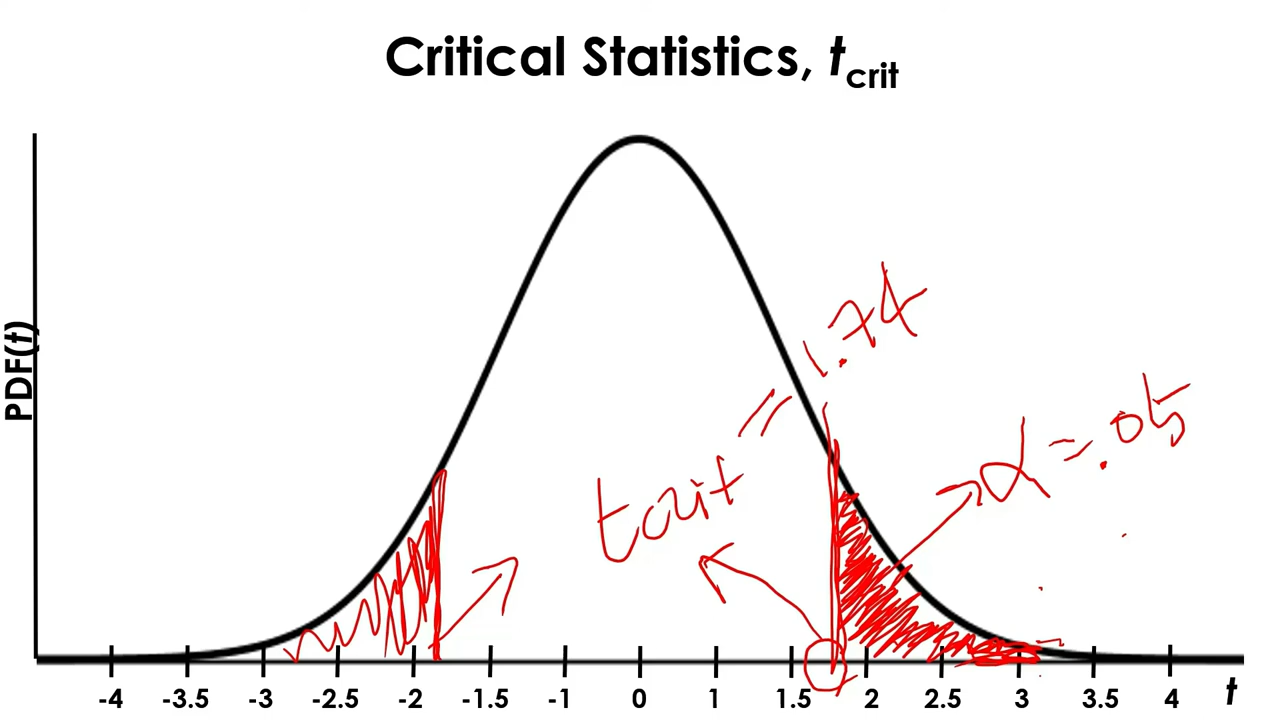 Critical Statistics, t_crit
PDF(t)
tcrit = 1.74
α = .05
-4 -3.5 -3 -2.5 -2 -1.5 -1 0 1 1.5 2 2.5 3 3.5 4 t